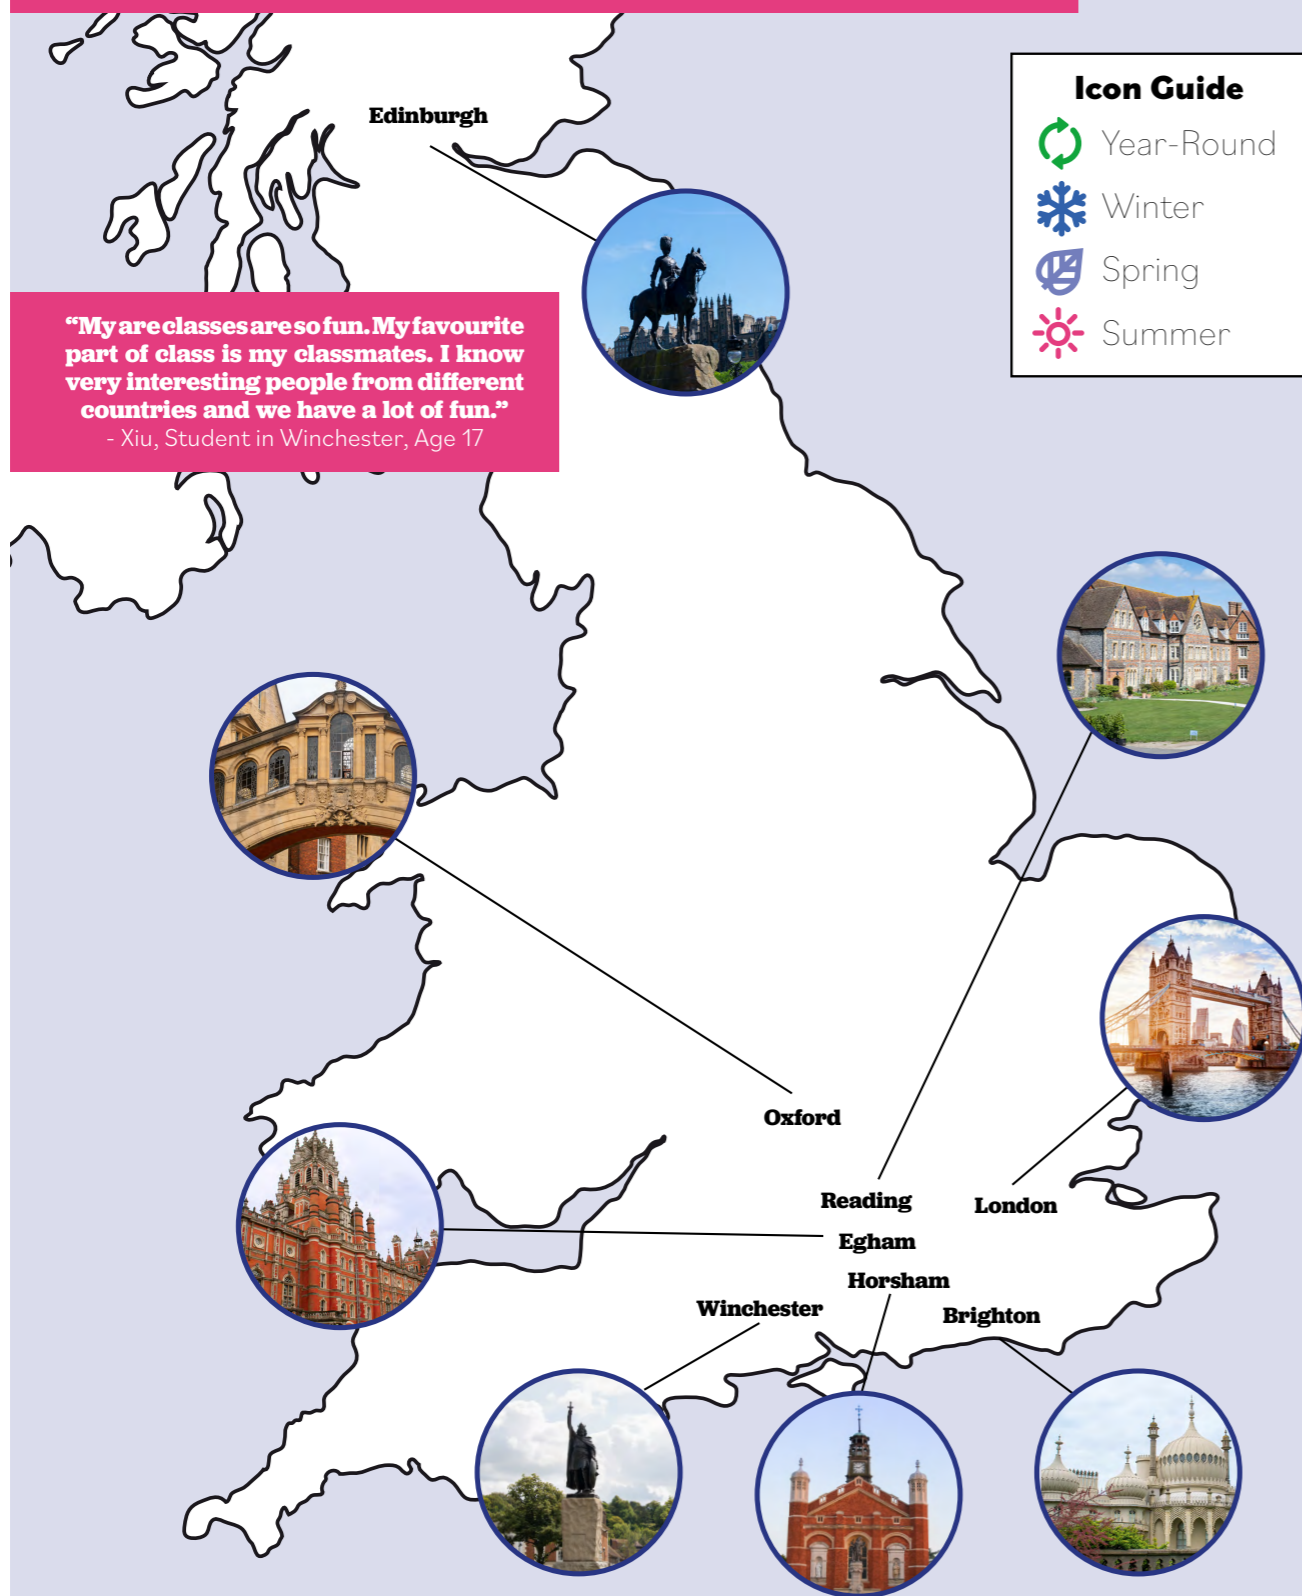 Edinburgh
Icon Guide
Year-Round
Winter
Spring
Summer
“My are classes are so fun. My favourite
part of class is my classmates. I know
very interesting people from different
countries and we have a lot of fun.”
- Xiu, Student in Winchester, Age 17
Oxford
Reading
London
Egham
Horsham
Winchester
Brighton